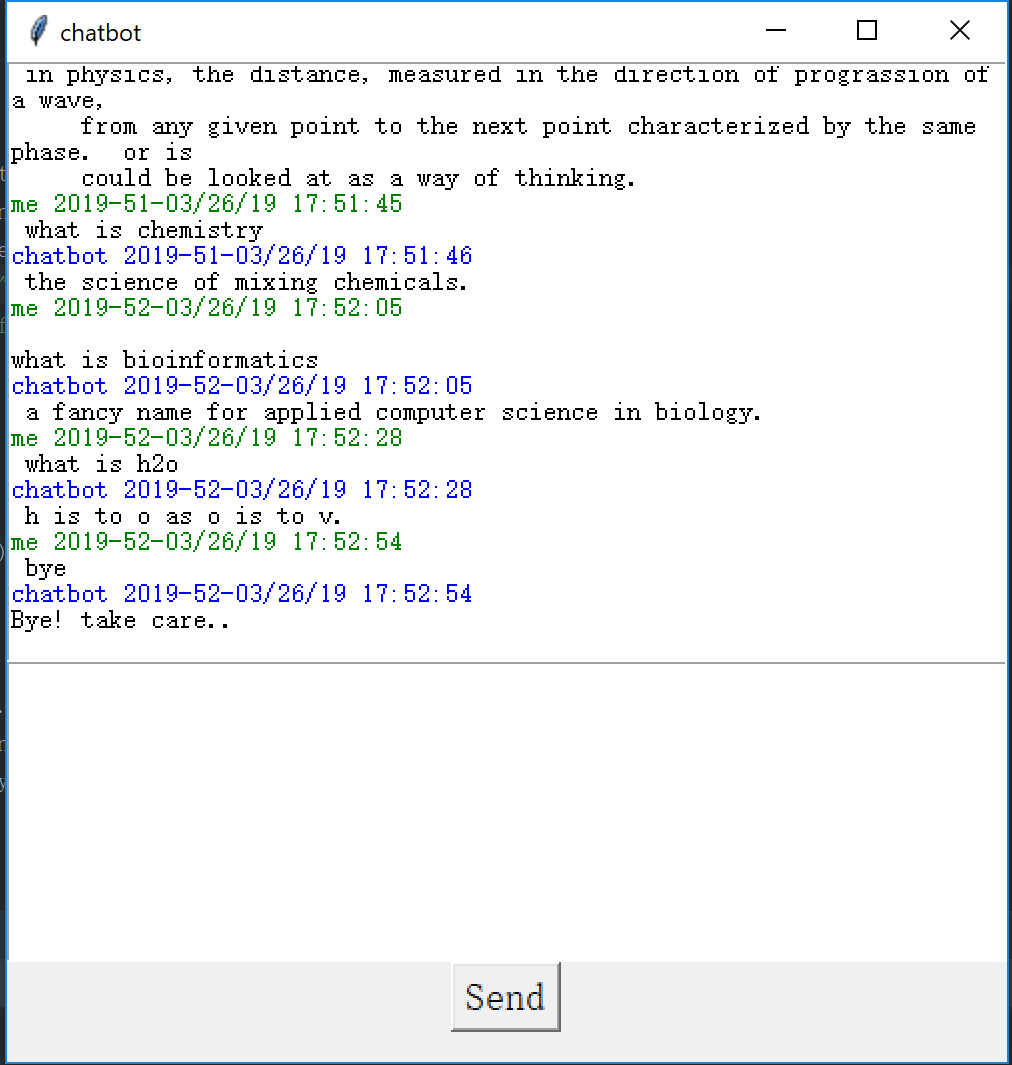 chatbot
in physics, the distance, measured in the direction of prograssion of
a wave,
from any given point to the next point characterized by the same
phase.  or is
could be looked at as a way of thinking.
me 2019-51-03/26/19 17:51:45
what is chemistry
chatbot 2019-51-03/26/19 17:51:46
the science of mixing chemicals.
me 2019-52-03/26/19 17:52:05
what is bioinformatics
chatbot 2019-52-03/26/19 17:52:05
a fancy name for applied computer science in biology.
me 2019-52-03/26/19 17:52:28
what is h2o
chatbot 2019-52-03/26/19 17:52:28
h is to o as o is to v.
me 2019-52-03/26/19 17:52:54
bye
chatbot 2019-52-03/26/19 17:52:54
Bye! take care..
Send